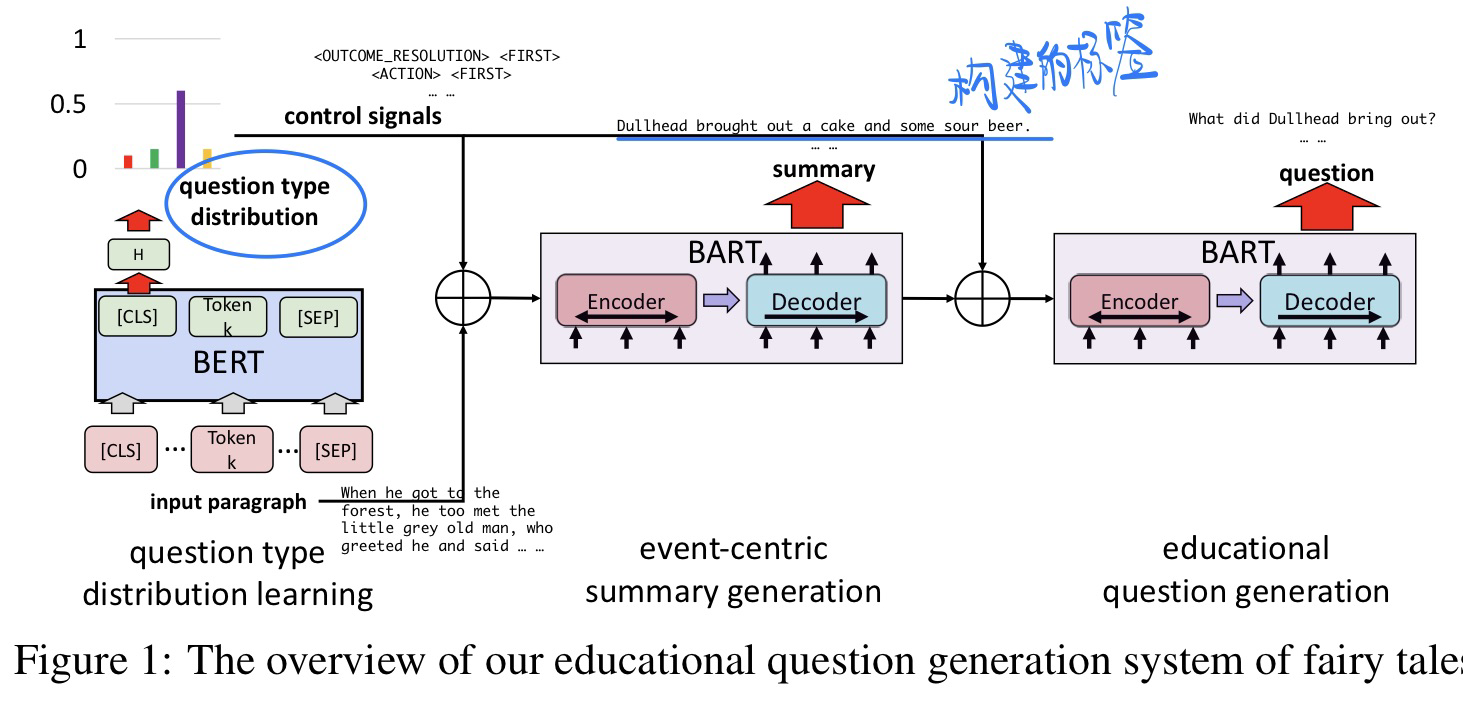 1
0.5
0
<OUTCOME_RESOLUTION> <FIRST>
<ACTION> <FIRST>
… …
control signals
question type
distribution
H
[CLS]
Token
k
[SEP]
BERT
[CLS]
...
Token
k
...
[SEP]
input paragraph
When he got to the
forest, he too met the
little grey old man, who
greeted he and said … …
question type
distribution learning
构建的标签
Dullhead brought out a cake and some sour beer.
… …
summary
BART
Encoder
Decoder
event-centric
summary generation
What did Dullhead bring out?
… …
question
BART
Encoder
Decoder
educational
question generation
Figure 1: The overview of our educational question generation system of fairy tales